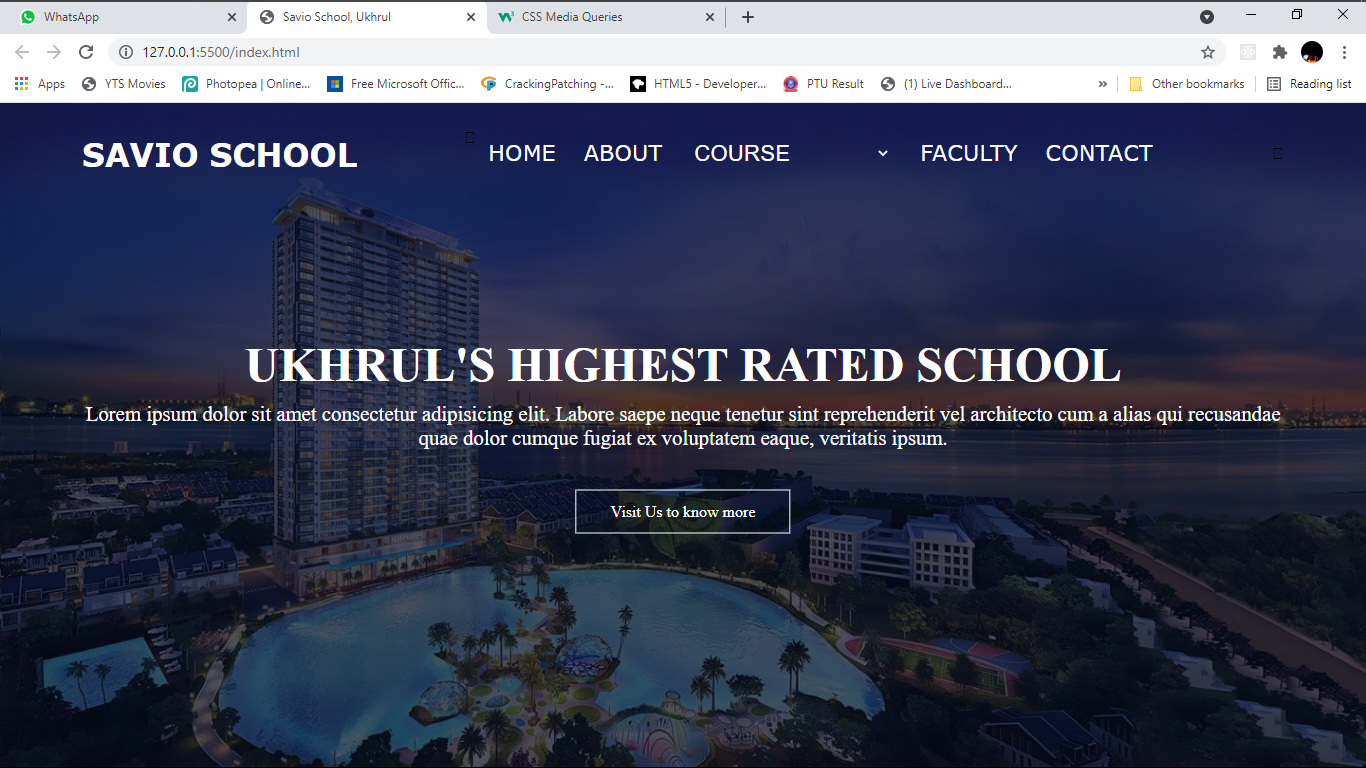 WhatsApp
Savio School, Ukhrul
CSS Media Queries
127.0.0.1:5500/index.html
Apps
YTS Movies
Photopea | Online...
Free Microsoft Offic...
CrackingPatching -...
HTML5 - Developer...
PTU Result
(1) Live Dashboard...
»
Other bookmarks
Reading list
SAVIO SCHOOL
HOME ABOUT COURSE FACULTY CONTACT
UKHRUL'S HIGHEST RATED SCHOOL
Lorem ipsum dolor sit amet consectetur adipisicing elit. Labore saepe neque tenetur sint reprehenderit vel architecto cum a alias qui recusandae
quae dolor cumque fugiat ex voluptatem eaque, veritatis ipsum.
Visit Us to know more